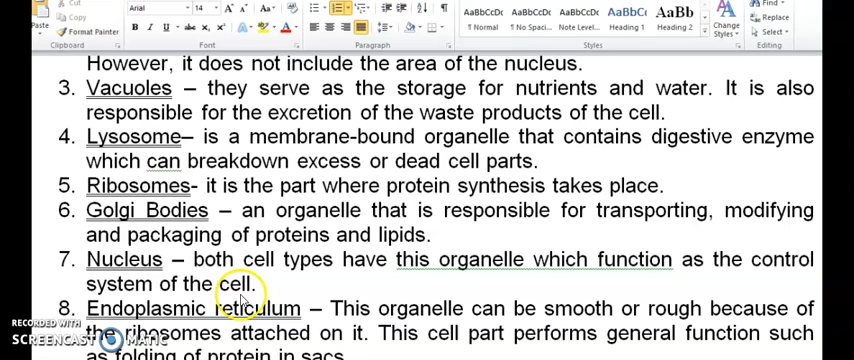 Cut
Copy
Paste
Format Painter
Clipboard
Arial
14
Font
Paragraph
AaBbCcDc AaBbCcDc AaBbCcDc AaBbCc AaBb
¶ Normal ¶ No Spaci... Note Level... Heading 1 Heading 2
Styles
Change
Styles
Find
Replace
Select
Editing
However, it does not include the area of the nucleus.
3. Vacuoles – they serve as the storage for nutrients and water. It is also
responsible for the excretion of the waste products of the cell.
4. Lysosome– is a membrane-bound organelle that contains digestive enzyme
which can breakdown excess or dead cell parts.
5. Ribosomes- it is the part where protein synthesis takes place.
6. Golgi Bodies – an organelle that is responsible for transporting, modifying
and packaging of proteins and lipids.
7. Nucleus – both cell types have this organelle which function as the control
system of the cell.
8. Endoplasmic reticulum – This organelle can be smooth or rough because of
the ribosomes attached on it. This cell part performs general function such
as folding of protein in sacs
RECORDED WITH
SCREENCAST MATIC